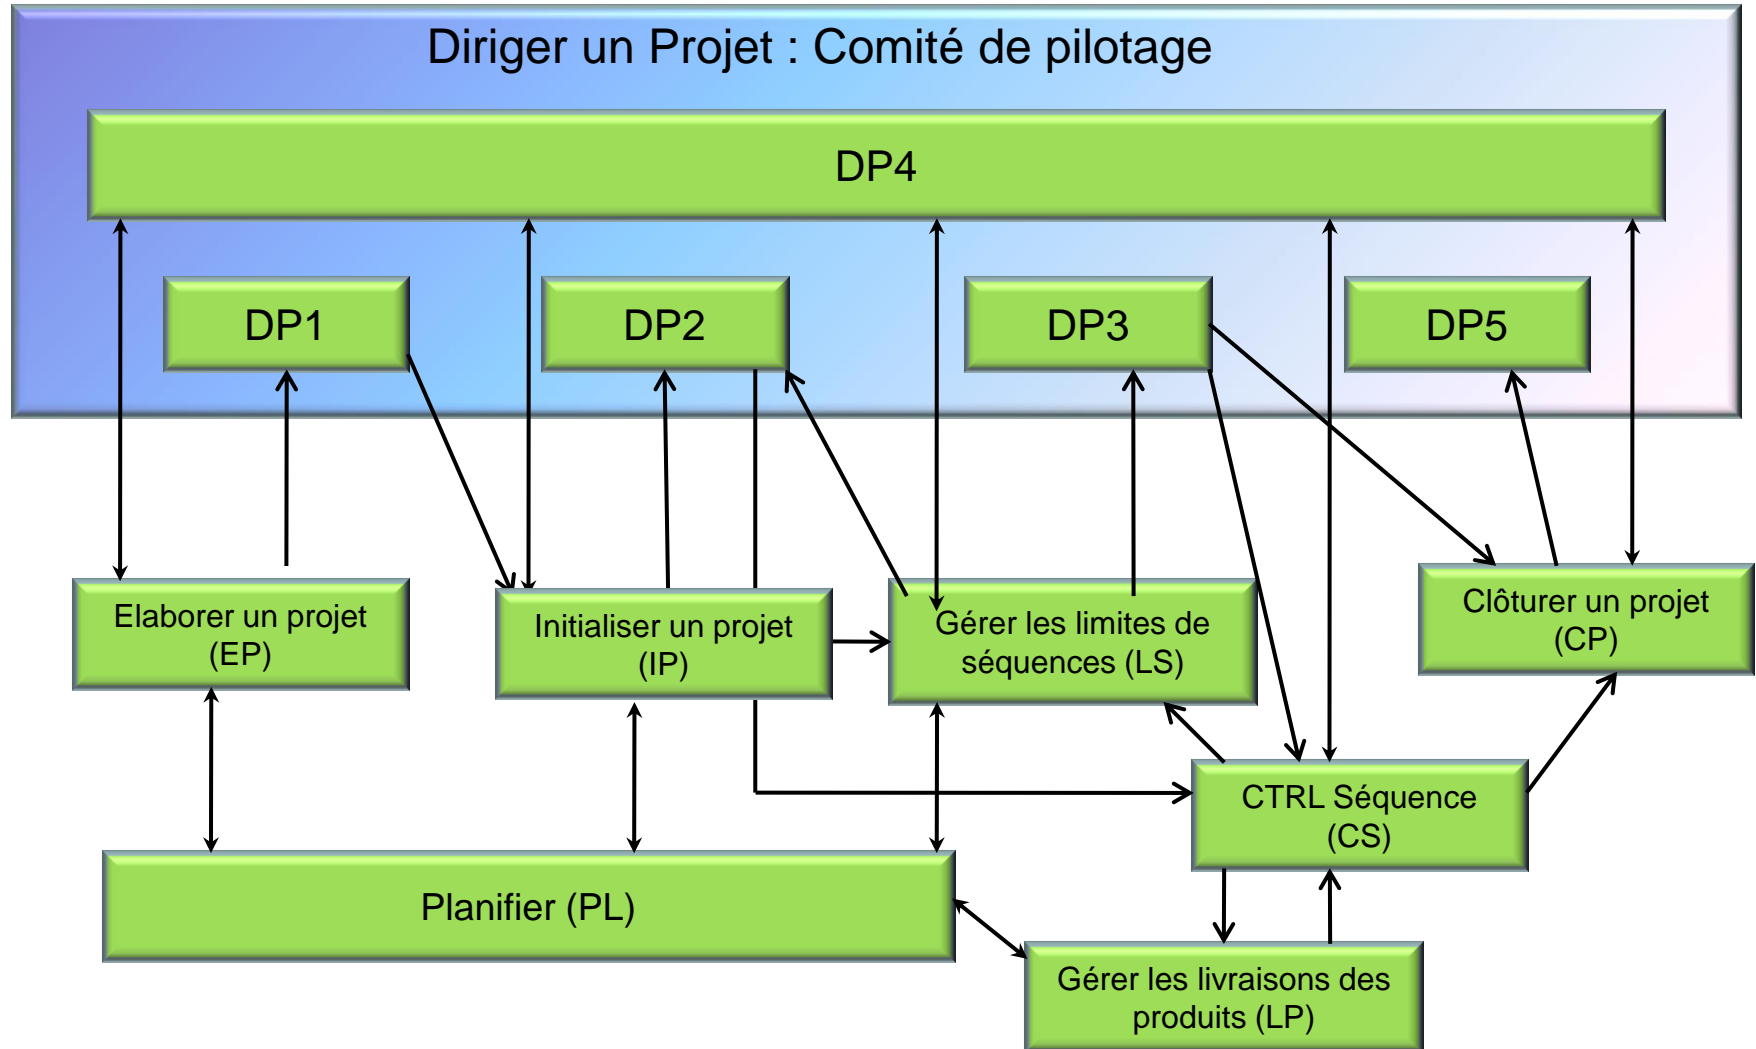 Diriger un Projet : Comité de pilotage
DP4
DP1
DP2
DP3
DP5
Elaborer un projet
(EP)
Initialiser un projet
(IP)
Gérer les limites de
séquences (LS)
Clôturer un projet
(CP)
CTRL Séquence
(CS)
Planifier (PL)
Gérer les livraisons des
produits (LP)